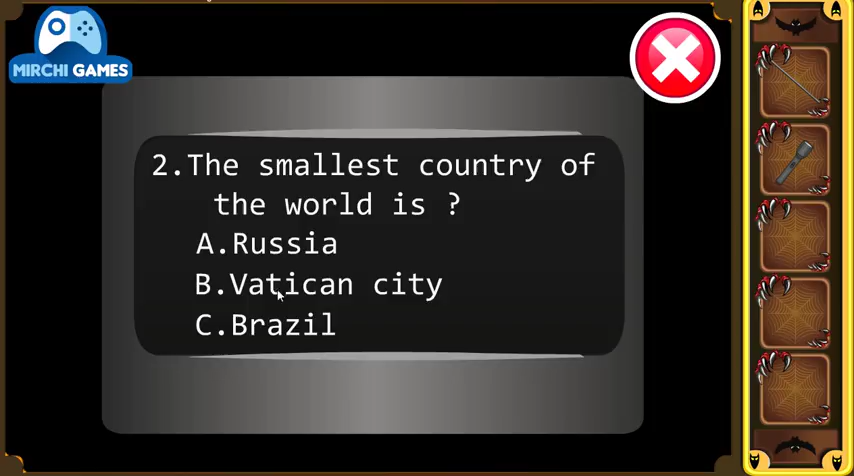 MIRCHI GAMES
2.The smallest country of
the world is ?
A.Russia
B.Vatican city
C.Brazil